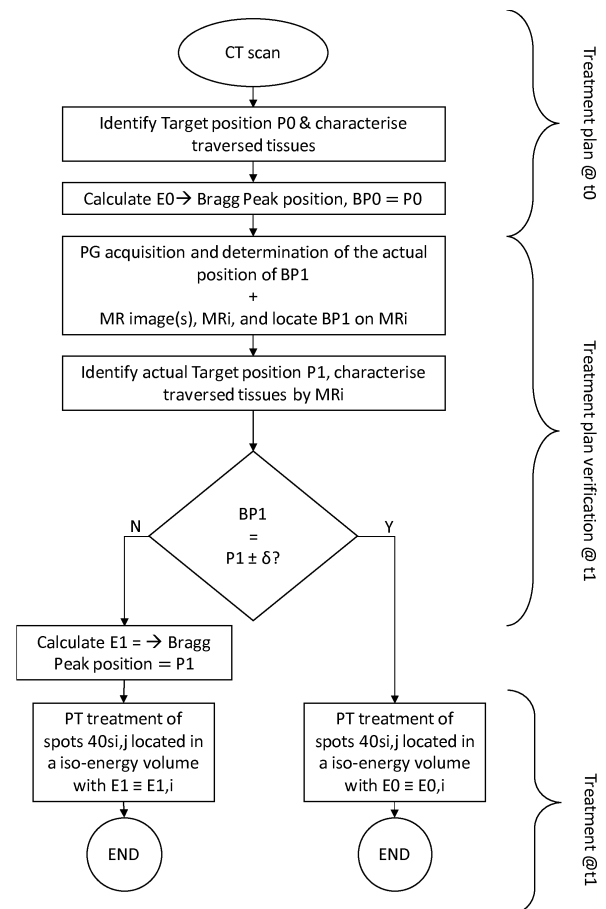 CT scan
Identify Target position P0 & characterise
traversed tissues
Calculate E0→ Bragg Peak position, BP0 = P0
Treatment plan @ t0
PG acquisition and determination of the actual
position of BP1
+
MR image(s), MRi, and locate BP1 on MRi
Identify actual Target position P1, characterise
traversed tissues by MRi
BP1
=
P1 ± δ?
N
Y
Calculate E1 = → Bragg
Peak position = P1
Treatment plan verification @ t1
PT treatment of
spots 40si,j located in
a iso-energy volume
with E1 ≡ E1,i
END
PT treatment of
spots 40si,j located in
a iso-energy volume
with E0 ≡ E0,i
END
Treatment @t1